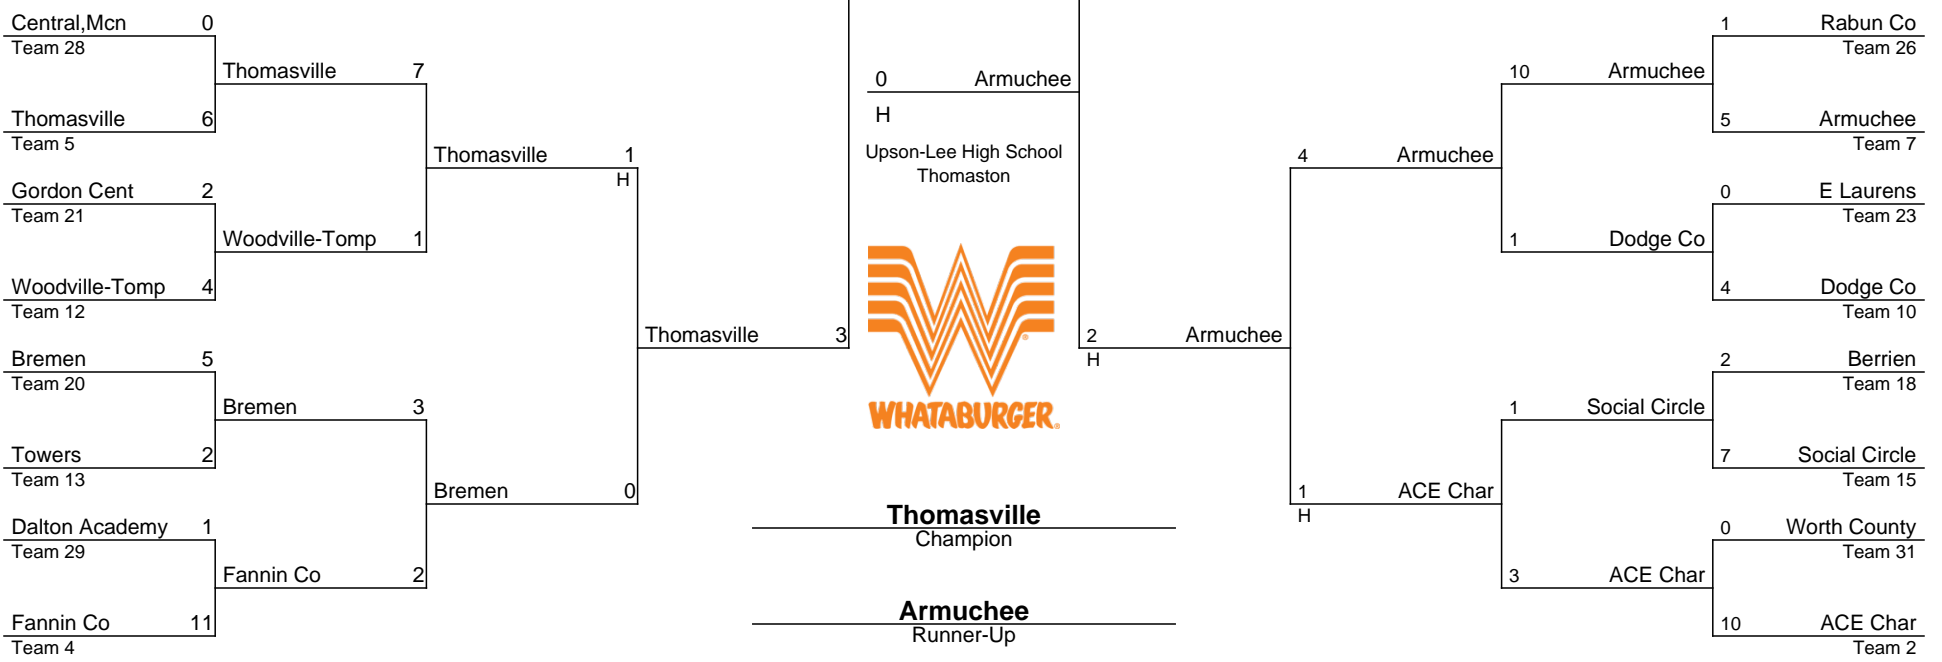 Central,Mcn 0
Team 28
Thomasville 7
Thomasville 6
Team 5
Thomasville 1
H
Gordon Cent 2
Team 21
Woodville-Tomp 1
Woodville-Tomp 4
Team 12
Thomasville 3
Bremen 5
Team 20
Bremen 3
Towers 2
Team 13
Bremen 0
Dalton Academy 1
Team 29
Fannin Co 2
Fannin Co 11
Team 4
0 Armuchee
H
Upson-Lee High School
Thomaston
WHATABURGER
Thomasville
Champion
Armuchee
Runner-Up
1 Rabun Co
Team 26
10 Armuchee
5 Armuchee
Team 7
4 Armuchee
0 E Laurens
Team 23
1 Dodge Co
4 Dodge Co
Team 10
2 Armuchee
H
2 Berrien
Team 18
1 Social Circle
7 Social Circle
Team 15
1 ACE Char
H
0 Worth County
Team 31
3 ACE Char
10 ACE Char
Team 2